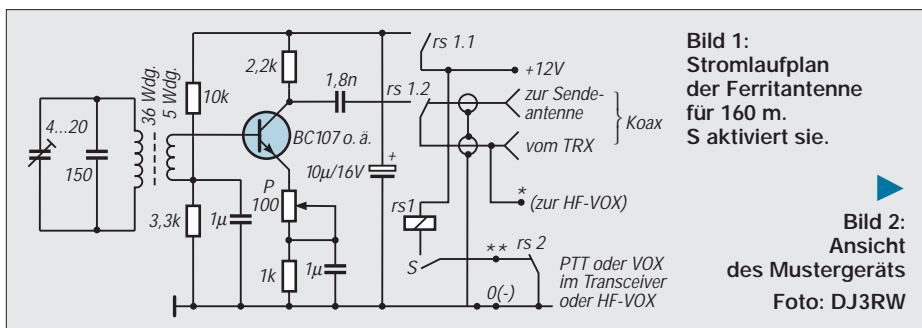 rs 1.1
2,2k
+12V
1,8n
rs 1.2
zur Sende-
antenne
Koax
vom TRX
36 Wdg.
5 Wdg.
10k
4...20
150
BC107 o. ä.
+
10µ/16V
P
100
*
(zur HF-VOX)
rs1
3,3k
1µ
1k
1µ
S
**
rs 2
PTT oder VOX
im Transceiver
oder HF-VOX
0(-)
Bild 1:
Stromlaufplan
der Ferritantenne
für 160 m.
S aktiviert sie.
Bild 2:
Ansicht
des Mustergeräts
Foto: DJ3RW